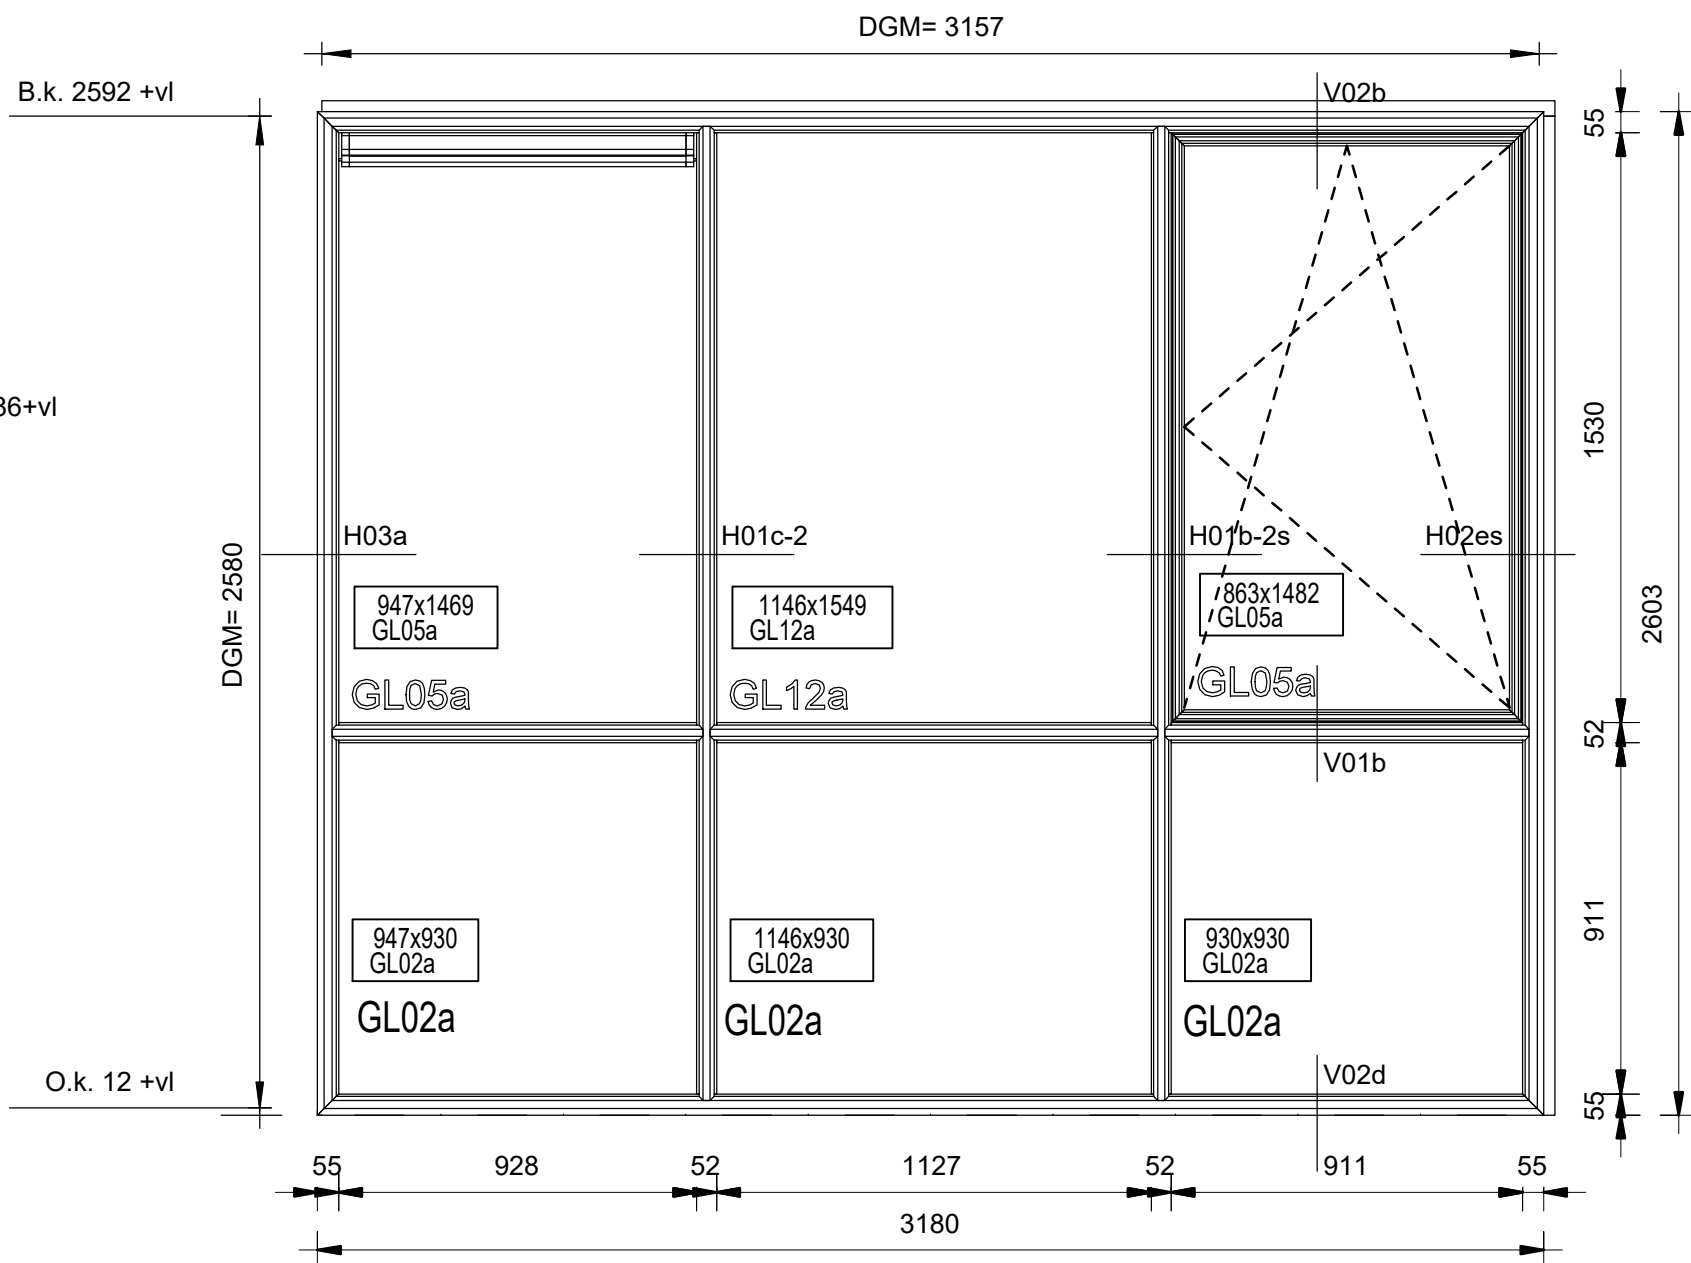 DGM= 3157
B.k. 2592 +vl
V02b
55
36+vl
1530
H03a
H01c-2
H01b-2s
H02es
DGM= 2580
2603
947x1469
GL05a
1146x1549
GL12a
863x1482
GL05a
GL05a
GL12a
GL05a
52
V01b
911
947x930
GL02a
1146x930
GL02a
930x930
GL02a
GL02a
GL02a
GL02a
O.k. 12 +vl
V02d
55
55
928
52
1127
52
911
55
3180